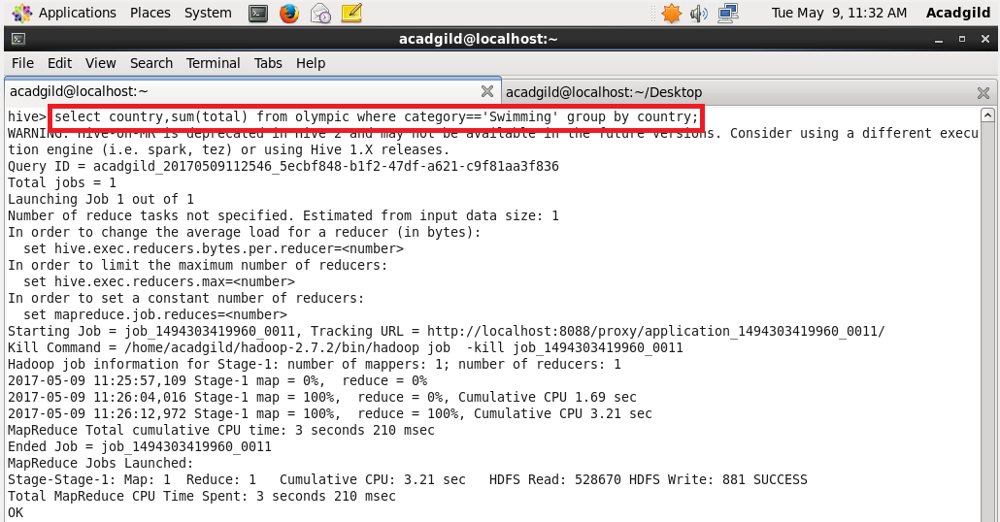 Applications Places System Tue May 9, 11:32 AM Acadgild
acadgild@localhost:~
File Edit View Search Terminal Tabs Help
acadgild@localhost:~ acadgild@localhost:~/Desktop
hive> select country,sum(total) from olympic where category=='Swimming' group by country;
WARNING: Hive-on-MR is deprecated in Hive 2 and may not be available in the future versions. Consider using a different execu
tion engine (i.e. spark, tez) or using Hive 1.X releases.
Query ID = acadgild_20170509112546_5ecbf848-b1f2-47df-a621-c9f81aa3f836
Total jobs = 1
Launching Job 1 out of 1
Number of reduce tasks not specified. Estimated from input data size: 1
In order to change the average load for a reducer (in bytes):
  set hive.exec.reducers.bytes.per.reducer=<number>
In order to limit the maximum number of reducers:
  set hive.exec.reducers.max=<number>
In order to set a constant number of reducers:
  set mapreduce.job.reduces=<number>
Starting Job = job_1494303419960_0011, Tracking URL = http://localhost:8088/proxy/application_1494303419960_0011/
Kill Command = /home/acadgild/hadoop-2.7.2/bin/hadoop job  -kill job_1494303419960_0011
Hadoop job information for Stage-1: number of mappers: 1; number of reducers: 1
2017-05-09 11:25:57,109 Stage-1 map = 0%,  reduce = 0%
2017-05-09 11:26:04,016 Stage-1 map = 100%,  reduce = 0%, Cumulative CPU 1.69 sec
2017-05-09 11:26:12,972 Stage-1 map = 100%,  reduce = 100%, Cumulative CPU 3.21 sec
MapReduce Total cumulative CPU time: 3 seconds 210 msec
Ended Job = job_1494303419960_0011
MapReduce Jobs Launched:
Stage-Stage-1: Map: 1  Reduce: 1   Cumulative CPU: 3.21 sec   HDFS Read: 528670 HDFS Write: 881 SUCCESS
Total MapReduce CPU Time Spent: 3 seconds 210 msec
OK